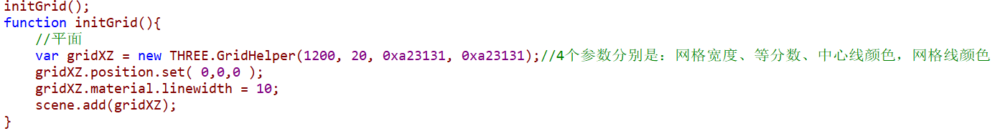 initGrid();
function initGrid(){
    //平面
    var gridXZ = new THREE.GridHelper(1200, 20, 0xa23131, 0xa23131);//4个参数分别是：网格宽度、等分数、中心线颜色，网格线颜色
    gridXZ.position.set( 0,0,0 );
    gridXZ.material.linewidth = 10;
    scene.add(gridXZ);
}